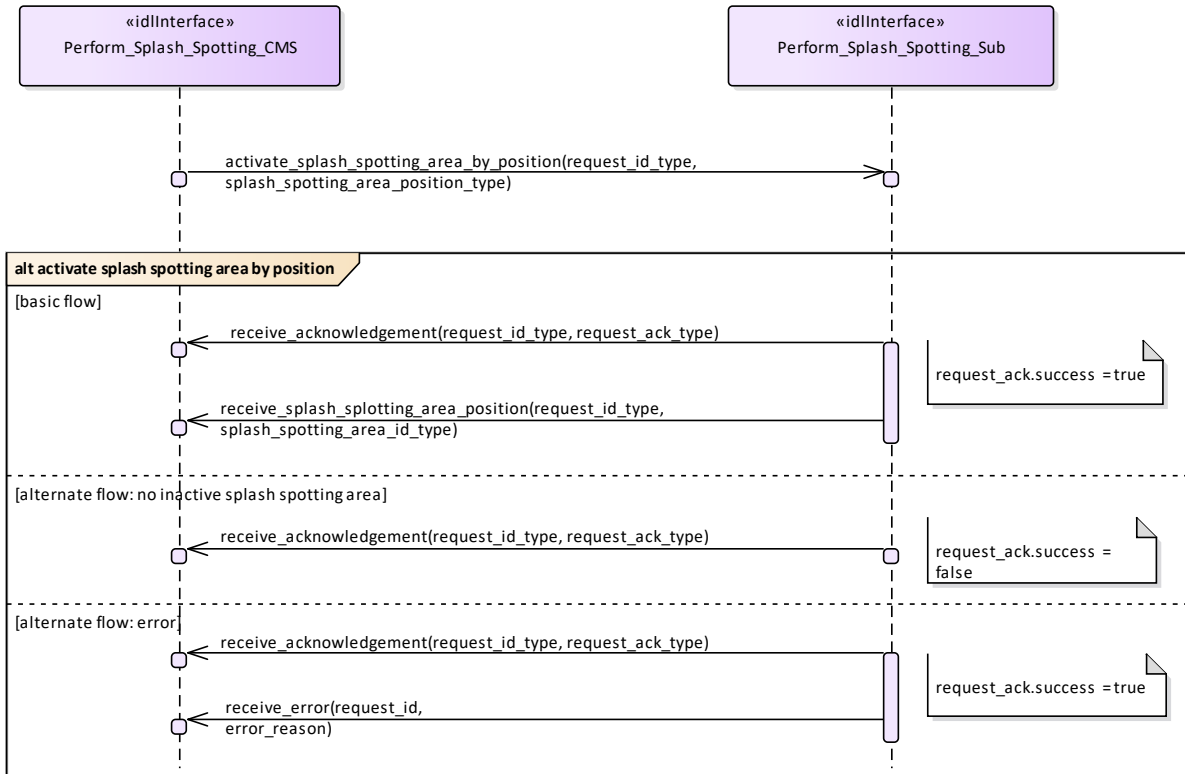 «idlInterface»
Perform_Splash_Spotting_CMS
«idlInterface»
Perform_Splash_Spotting_Sub
activate_splash_spotting_area_by_position(request_id_type,
splash_spotting_area_position_type)
alt activate splash spotting area by position
[basic flow]
receive_acknowledgement(request_id_type, request_ack_type)
request_ack.success =true
receive_splash_splotting_area_position(request_id_type,
splash_spotting_area_id_type)
[alternate flow: no inactive splash spotting area]
receive_acknowledgement(request_id_type, request_ack_type)
request_ack.success =
false
[alternate flow: error]
receive_acknowledgement(request_id_type, request_ack_type)
request_ack.success =true
receive_error(request_id,
error_reason)